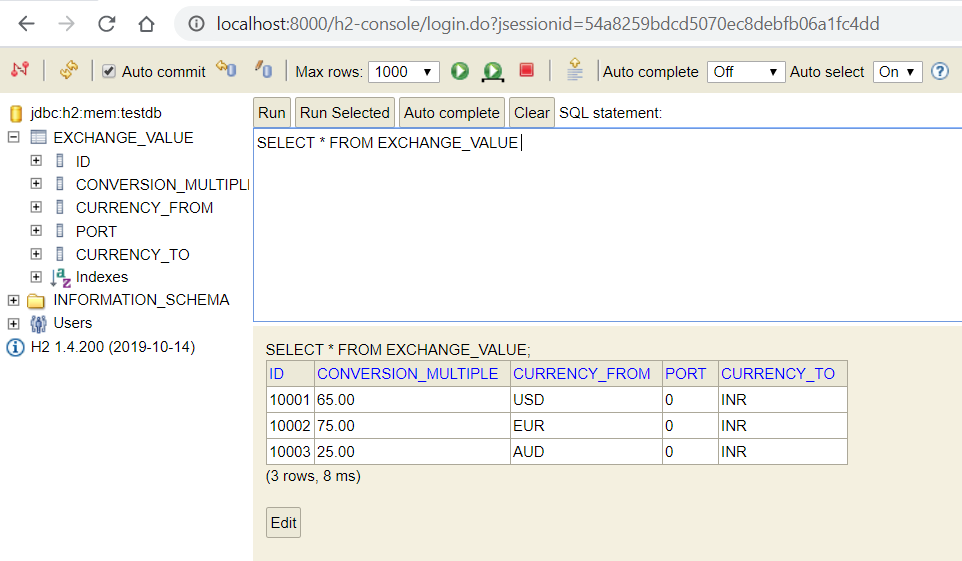 localhost:8000/h2-console/login.do?jsessionid=54a8259bdcd5070ec8debfb06a1fc4dd
Auto commit Max rows: 1000 Auto complete Off Auto select On ?
jdbc:h2:mem:testdb
EXCHANGE_VALUE
ID
CONVERSION_MULTIPL
CURRENCY_FROM
PORT
CURRENCY_TO
Indexes
INFORMATION_SCHEMA
Users
H2 1.4.200 (2019-10-14)
Run Run Selected Auto complete Clear SQL statement:
SELECT * FROM EXCHANGE_VALUE
SELECT * FROM EXCHANGE_VALUE;
ID CONVERSION_MULTIPLE CURRENCY_FROM PORT CURRENCY_TO
10001 65.00 USD 0 INR
10002 75.00 EUR 0 INR
10003 25.00 AUD 0 INR
(3 rows, 8 ms)
Edit